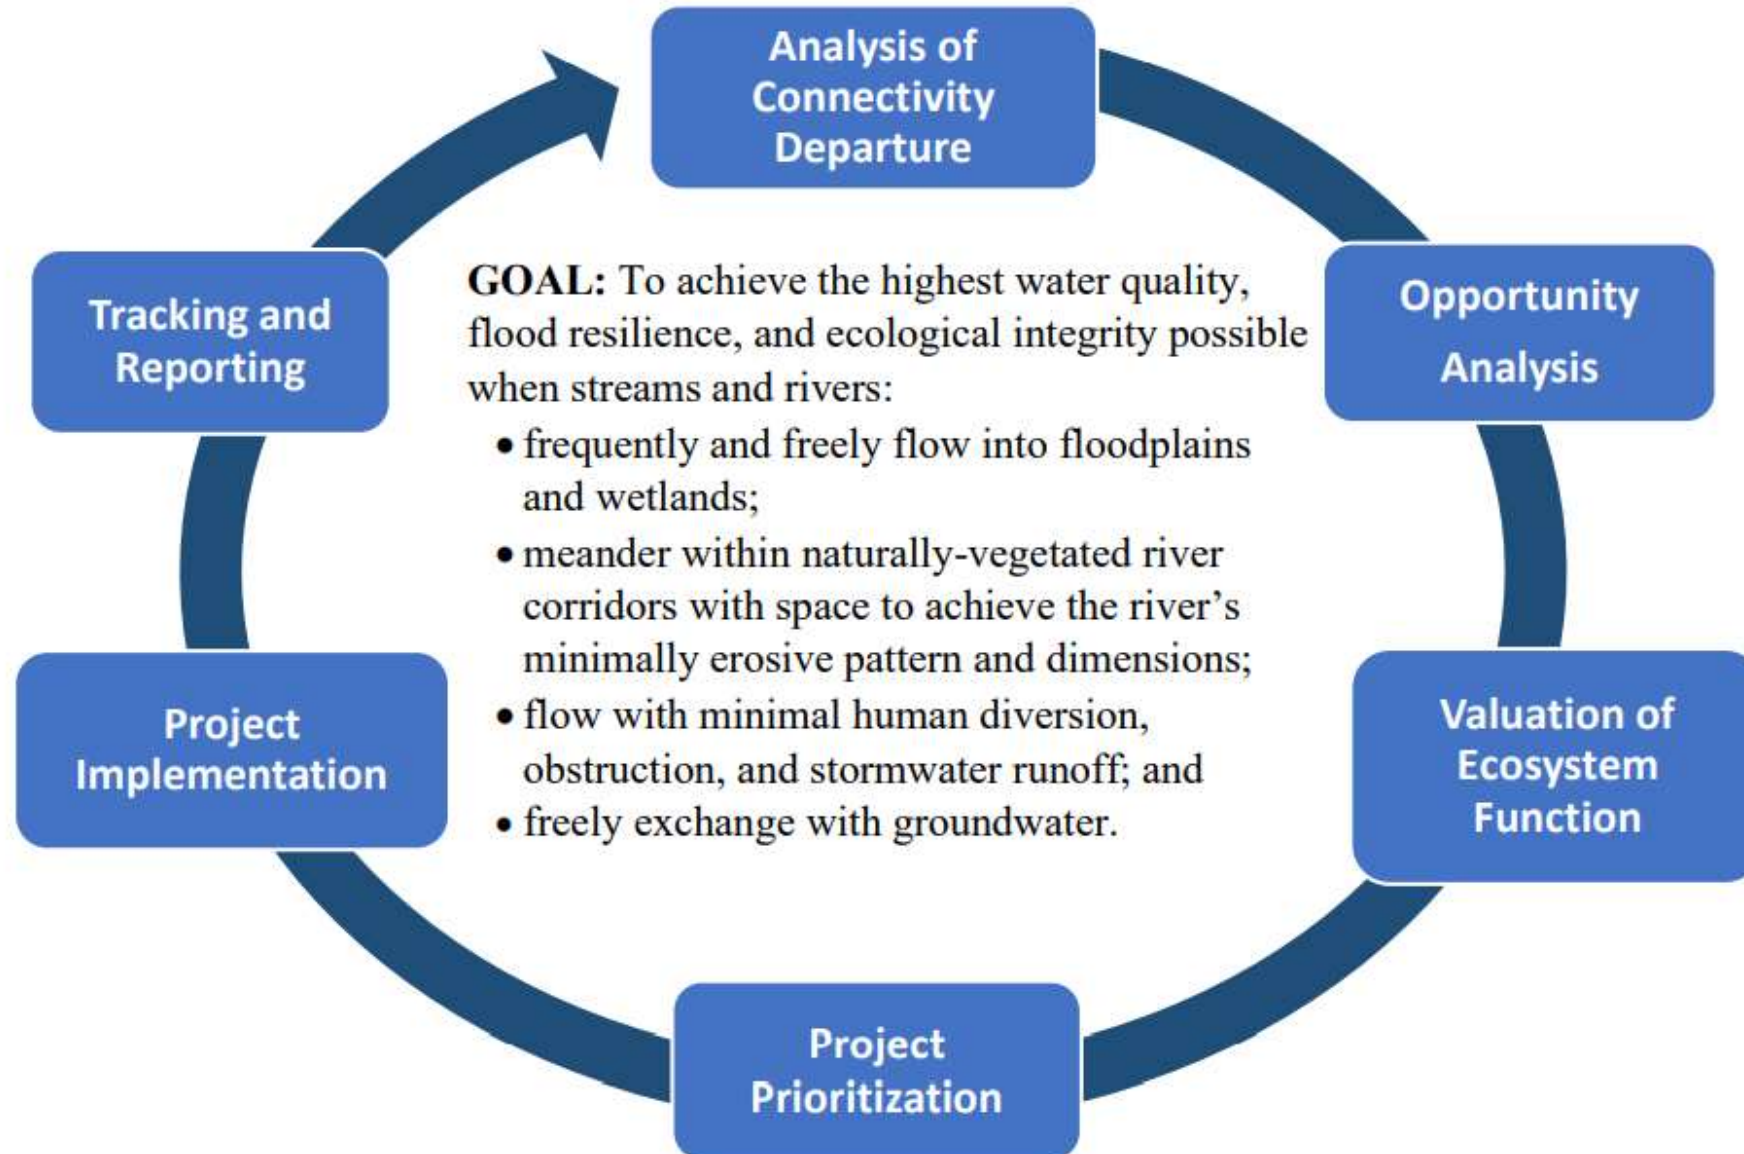 Analysis of
Connectivity
Departure
Opportunity
Analysis
Valuation of
Ecosystem
Function
Project
Prioritization
Project
Implementation
Tracking and
Reporting
GOAL: To achieve the highest water quality,
flood resilience, and ecological integrity possible
when streams and rivers:
• frequently and freely flow into floodplains
and wetlands;
• meander within naturally-vegetated river
corridors with space to achieve the river’s
minimally erosive pattern and dimensions;
• flow with minimal human diversion,
obstruction, and stormwater runoff; and
• freely exchange with groundwater.